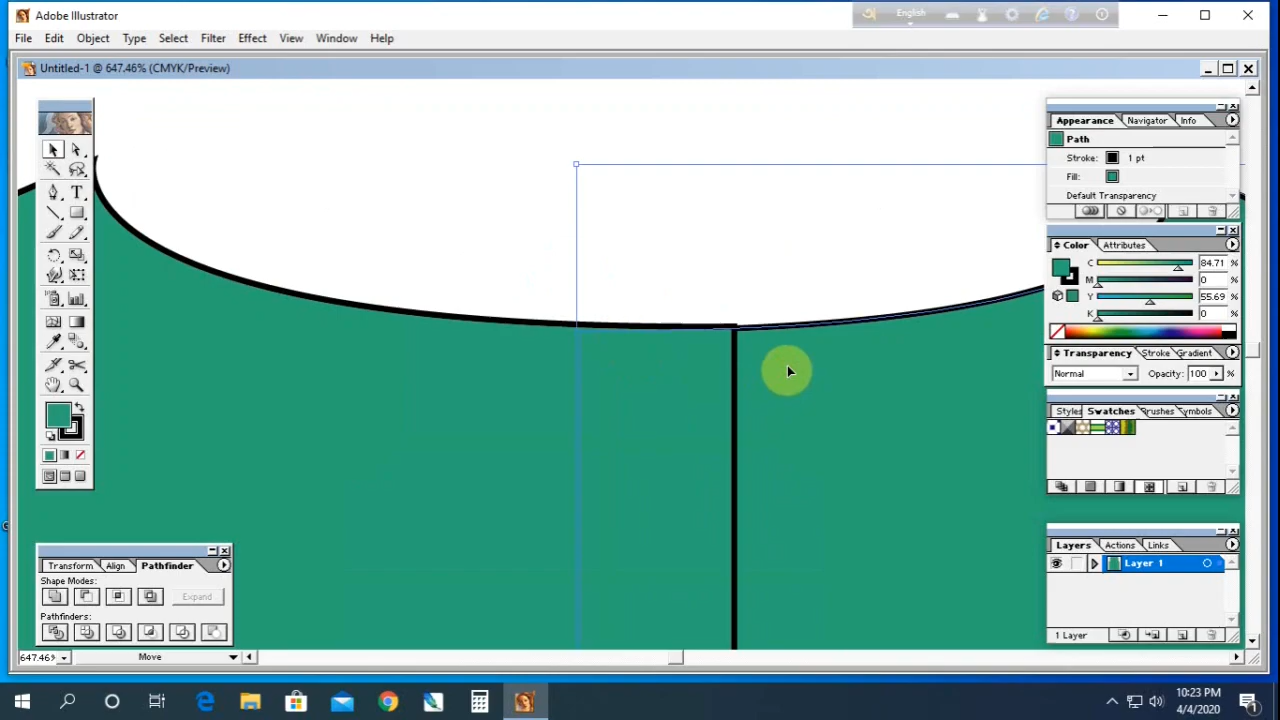 Adobe Illustrator
English
File Edit Object Type Select Filter Effect View Window Help
Untitled-1 @ 647.46% (CMYK/Preview)
Appearance Navigator Info
Path
Stroke: 1 pt
Fill:
Default Transparency
Color Attributes
C 84.71 %
M 0 %
Y 55.69 %
K 0 %
Transparency Stroke Gradient
Normal Opacity: 100 %
Styles Swatches Brushes Symbols
Layers Actions Links
Layer 1
1 Layer
Transform Align Pathfinder
Shape Modes:
Expand
Pathfinders:
647.469 Move
10:23 PM
4/4/2020